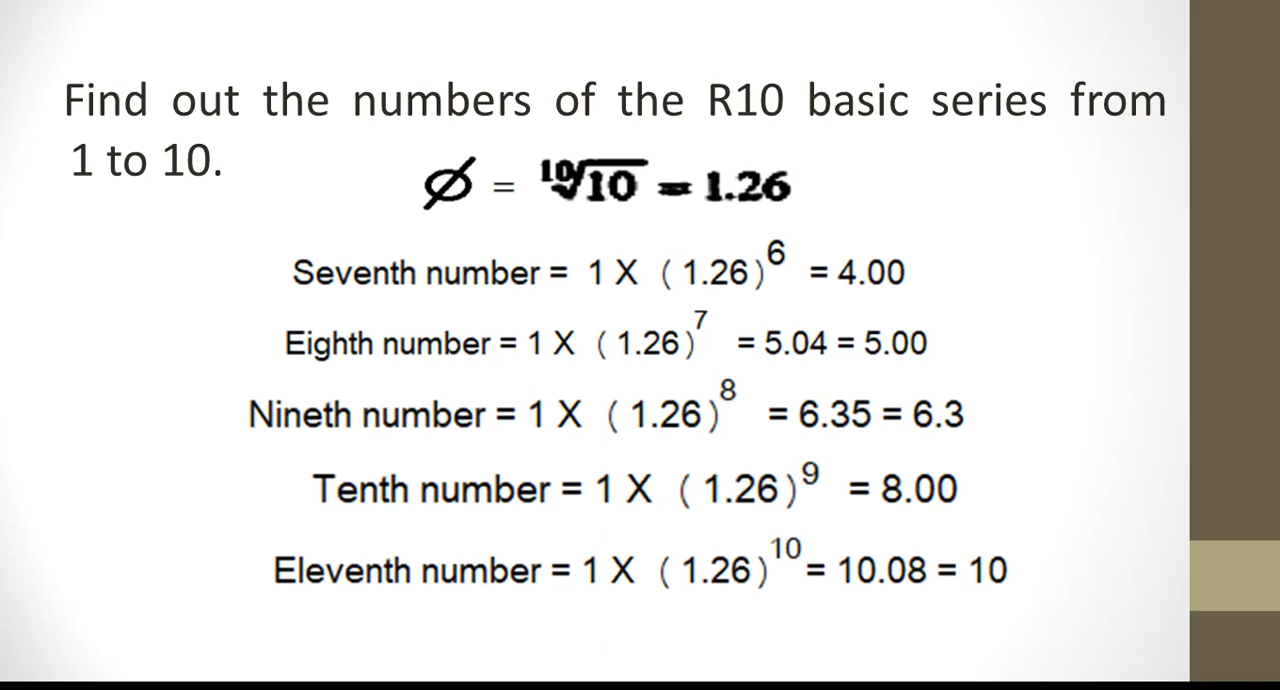 Find out the numbers of the R10 basic series from
1 to 10.
∅ = ¹⁰√10 = 1.26
Seventh number = 1 X (1.26)⁶ = 4.00
Eighth number = 1 X (1.26)⁷ = 5.04 = 5.00
Nineth number = 1 X (1.26)⁸ = 6.35 = 6.3
Tenth number = 1 X (1.26)⁹ = 8.00
Eleventh number = 1 X (1.26)¹⁰ = 10.08 = 10